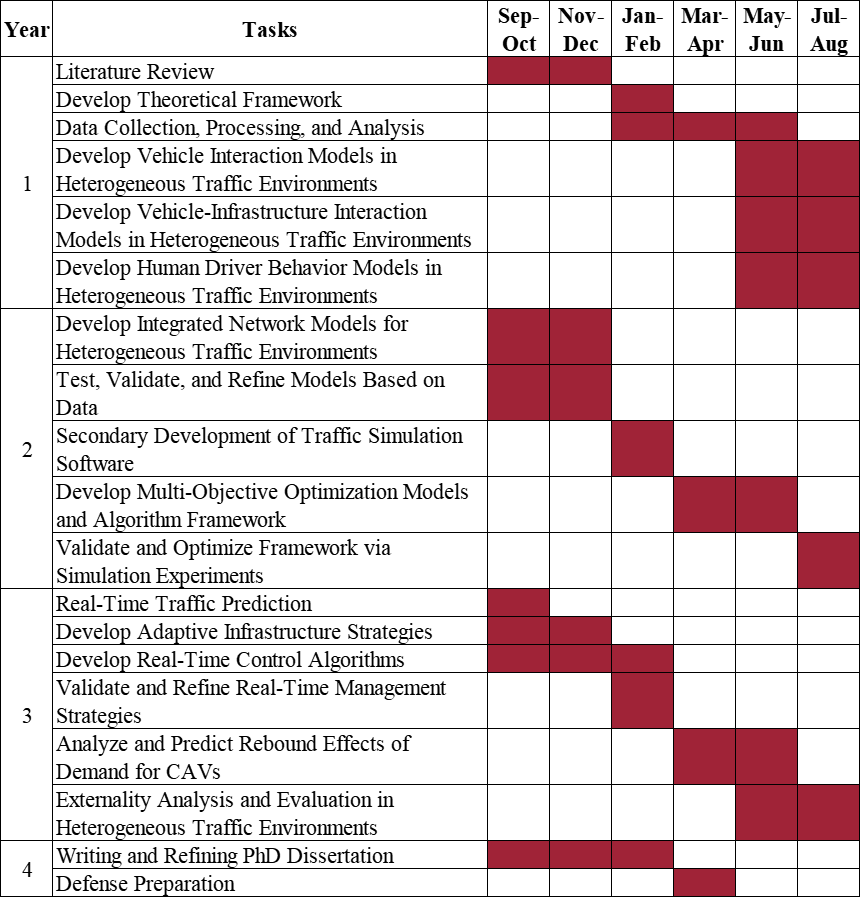 Year Tasks Sep- Nov- Jan- Mar- May- Jul-
Oct Dec Feb Apr Jun Aug
1
Literature Review
Develop Theoretical Framework
Data Collection, Processing, and Analysis
Develop Vehicle Interaction Models in
Heterogeneous Traffic Environments
Develop Vehicle-Infrastructure Interaction
Models in Heterogeneous Traffic Environments
Develop Human Driver Behavior Models in
Heterogeneous Traffic Environments
2
Develop Integrated Network Models for
Heterogeneous Traffic Environments
Test, Validate, and Refine Models Based on
Data
Secondary Development of Traffic Simulation
Software
Develop Multi-Objective Optimization Models
and Algorithm Framework
Validate and Optimize Framework via
Simulation Experiments
3
Real-Time Traffic Prediction
Develop Adaptive Infrastructure Strategies
Develop Real-Time Control Algorithms
Validate and Refine Real-Time Management
Strategies
Analyze and Predict Rebound Effects of
Demand for CAVs
Externality Analysis and Evaluation in
Heterogeneous Traffic Environments
4
Writing and Refining PhD Dissertation
Defense Preparation